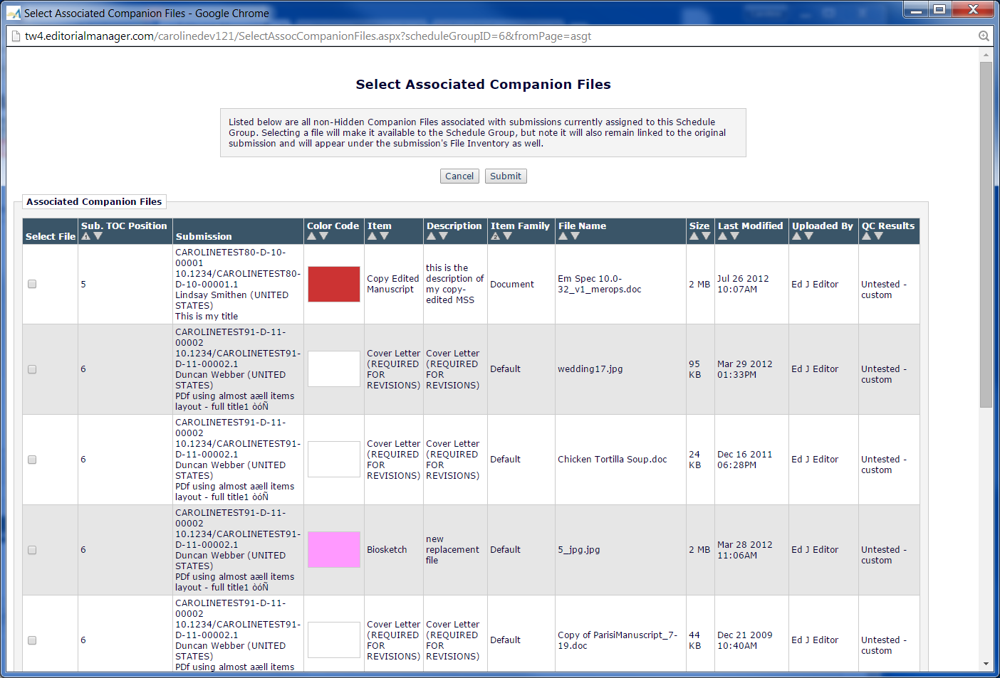 Select Associated Companion Files - Google Chrome
tw4.editorialmanager.com/carolinedev121/SelectAssocCompanionFiles.aspx?scheduleGroupID=6&fromPage=asgt
Select Associated Companion Files
Listed below are all non-Hidden Companion Files associated with submissions currently assigned to this Schedule
Group. Selecting a file will make it available to the Schedule Group, but note it will also remain linked to the original
submission and will appear under the submission's File Inventory as well.
Cancel Submit
Associated Companion Files
Select File
Sub. TOC Position
1
Submission
Color Code
Item
Description
Item Family
2
File Name
Size
Last Modified
Uploaded By
QC Results
5
CAROLINETEST80-D-10-
00001
10.1234/CAROLINETEST80-
D-10-00001.1
Lindsay Smithen (UNITED
STATES)
This is my title
Copy Edited
Manuscript
this is the
description of
my copy-
edited MSS
Document
Em Spec 10.0-
32_v1_merops.doc
2 MB
Jul 26 2012
10:07AM
Ed J Editor
Untested -
custom
6
CAROLINETEST91-D-11-
00002
10.1234/CAROLINETEST91-
D-11-00002.1
Duncan Webber (UNITED
STATES)
PDf using almost aæll items
layout - full title1 òóÑ
Cover Letter
(REQUIRED
FOR
REVISIONS)
Cover Letter
(REQUIRED
FOR
REVISIONS)
Default
wedding17.jpg
95
KB
Mar 29 2012
01:33PM
Ed J Editor
Untested -
custom
6
CAROLINETEST91-D-11-
00002
10.1234/CAROLINETEST91-
D-11-00002.1
Duncan Webber (UNITED
STATES)
PDf using almost aæll items
layout - full title1 òóÑ
Cover Letter
(REQUIRED
FOR
REVISIONS)
Cover Letter
(REQUIRED
FOR
REVISIONS)
Default
Chicken Tortilla Soup.doc
24
KB
Dec 16 2011
06:28PM
Ed J Editor
Untested -
custom
6
CAROLINETEST91-D-11-
00002
10.1234/CAROLINETEST91-
D-11-00002.1
Duncan Webber (UNITED
STATES)
PDf using almost aæll items
layout - full title1 òóÑ
Biosketch
new
replacement
file
Default
5_jpg.jpg
2 MB
Mar 28 2012
11:06AM
Ed J Editor
Untested -
custom
6
CAROLINETEST91-D-11-
00002
10.1234/CAROLINETEST91-
D-11-00002.1
Duncan Webber (UNITED
STATES)
PDf using almost aæll items
Cover Letter
(REQUIRED
FOR
REVISIONS)
Cover Letter
(REQUIRED
FOR
REVISIONS)
Default
Copy of ParisiManuscript_7-
19.doc
44
KB
Dec 21 2009
10:40AM
Ed J Editor
Untested -
custom